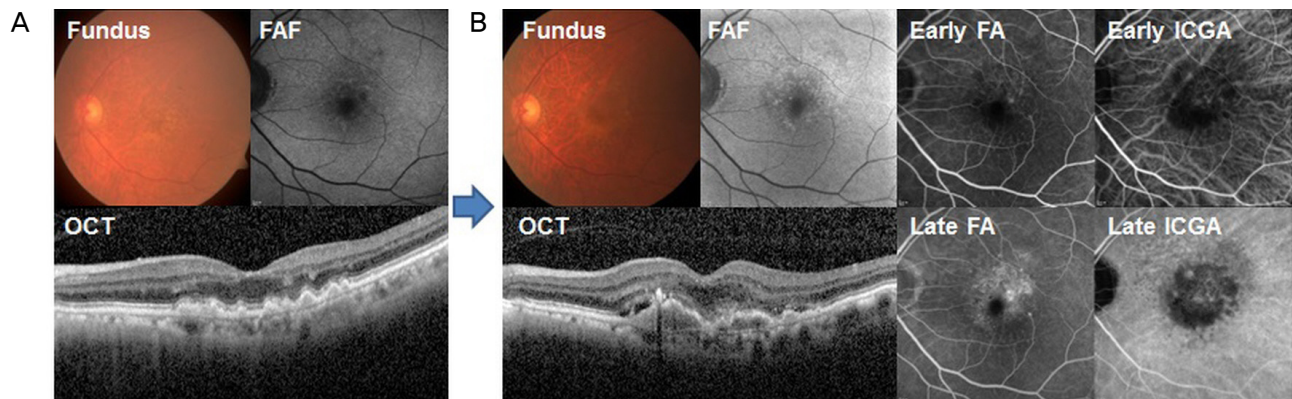 A
Fundus
FAF
OCT
B
Fundus
FAF
Early FA
Early ICGA
OCT
Late FA
Late ICGA